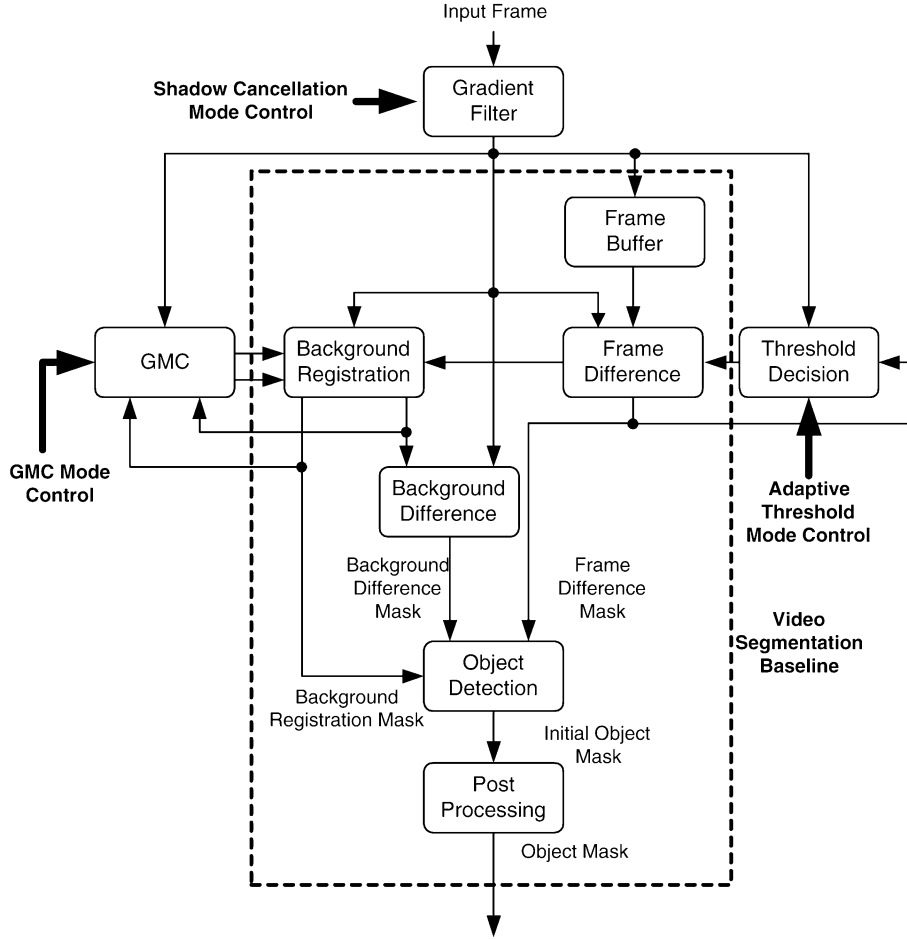 Input Frame
Shadow Cancellation
Mode Control
Gradient
Filter
Frame
Buffer
GMC
Background
Registration
Frame
Difference
Threshold
Decision
GMC Mode
Control
Background
Difference
Adaptive
Threshold
Mode Control
Background
Difference
Mask
Frame
Difference
Mask
Video
Segmentation
Baseline
Object
Detection
Background
Registration Mask
Initial Object
Mask
Post
Processing
Object Mask